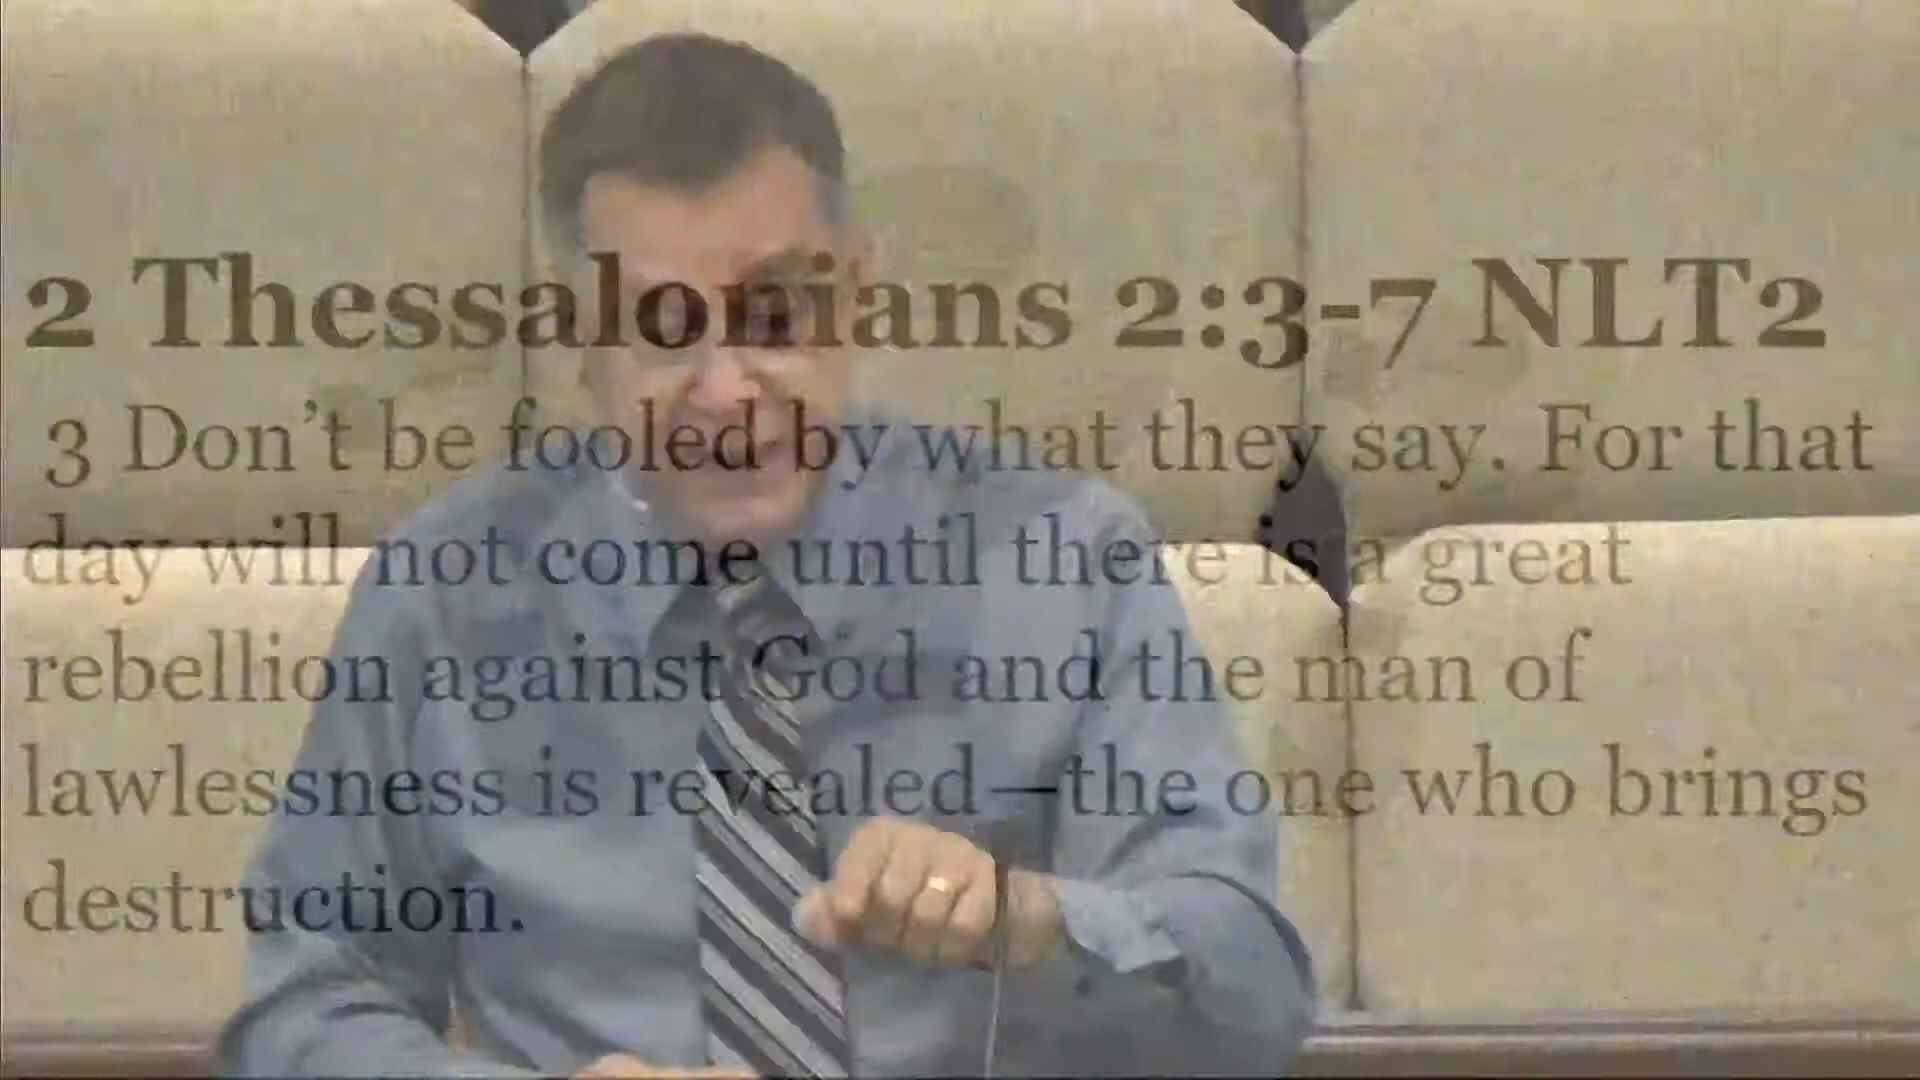 2 Thessalonians 2:3-7 NLT2
3 Don’t be fooled by what they say. For that
day will not come until there is a great
rebellion against God and the man of
lawlessness is revealed—the one who brings
destruction.